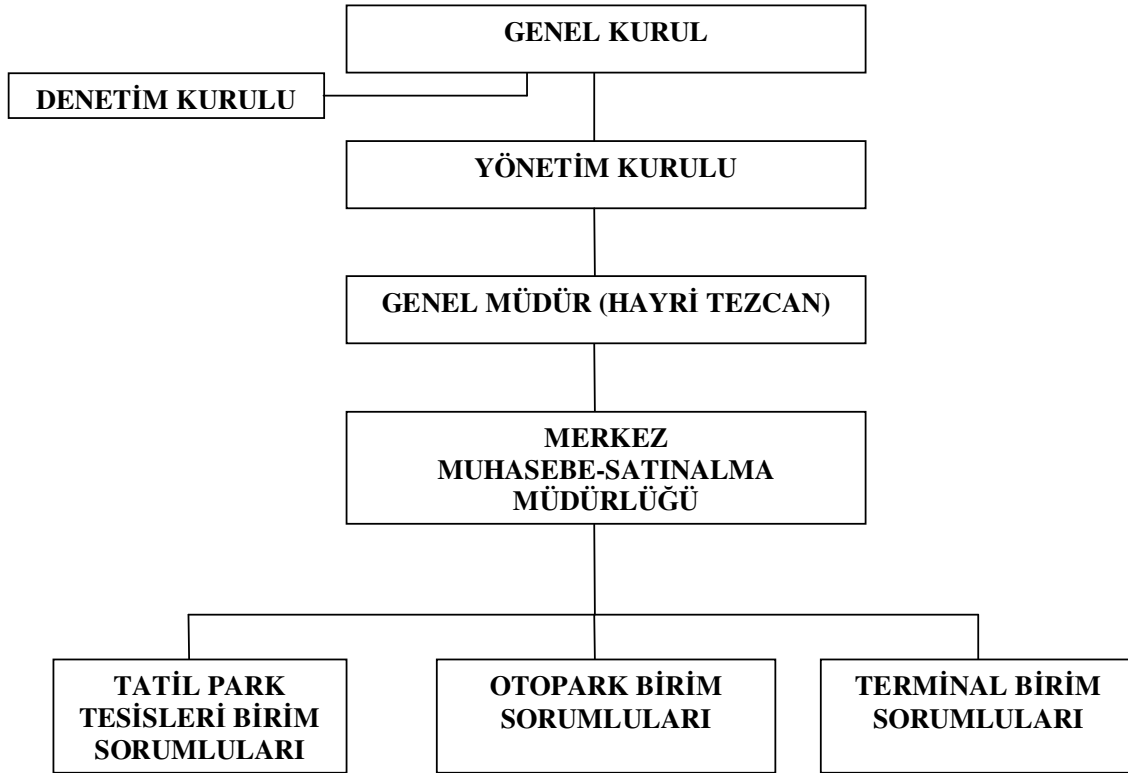 GENEL KURUL
DENETİM KURULU
YÖNETİM KURULU
GENEL MÜDÜR (HAYRİ TEZCAN)
MERKEZ
MUHASEBE-SATINALMA
MÜDÜRLÜĞÜ
TATİL PARK
TESİSLERİ BİRİM
SORUMLULARI
OTOPARK BİRİM
SORUMLULARI
TERMİNAL BİRİM
SORUMLULARI